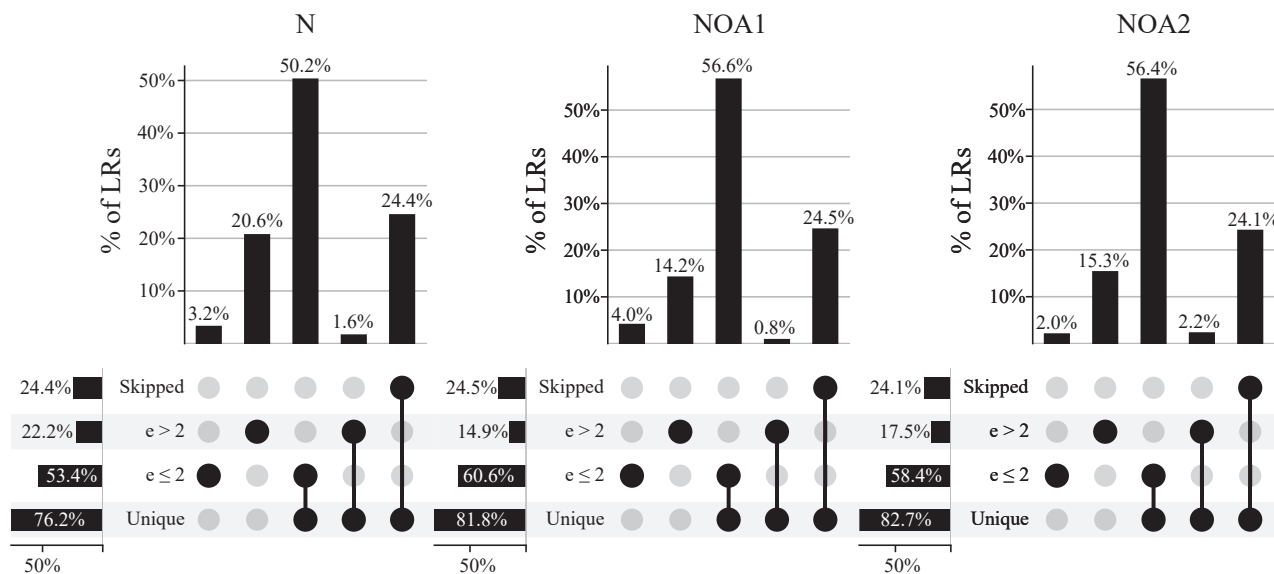 N
50.2%
50%
40%
30%
24.4%
20.6%
20%
10%
3.2%
1.6%
% of LRs
24.4%
Skipped
22.2%
e > 2
53.4%
e ≤ 2
76.2%
Unique
50%
NOA1
56.6%
50%
40%
30%
24.5%
20%
14.2%
10%
4.0%
0.8%
% of LRs
24.5%
Skipped
14.9%
e > 2
60.6%
e ≤ 2
81.8%
Unique
50%
NOA2
56.4%
50%
40%
30%
24.1%
20%
15.3%
10%
2.0%
2.2%
% of LRs
24.1%
Skipped
17.5%
e > 2
58.4%
e ≤ 2
82.7%
Unique
50%